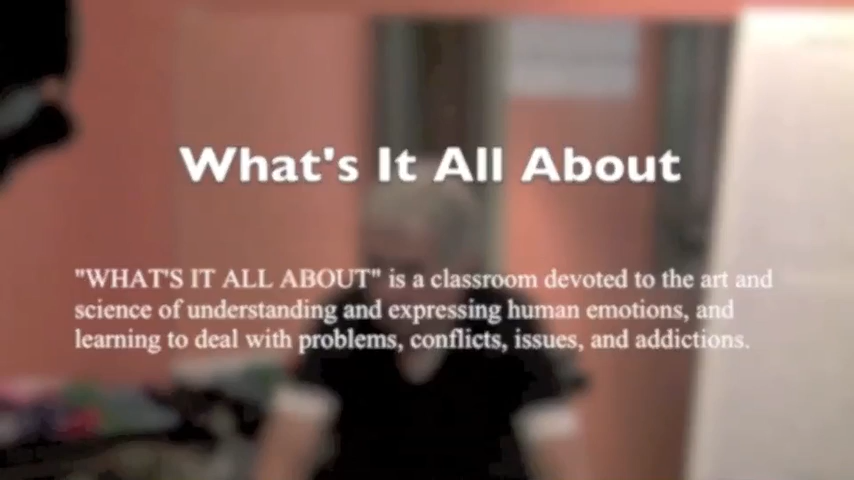 What's It All About
"WHAT'S IT ALL ABOUT" is a classroom devoted to the art and
science of understanding and expressing human emotions, and
learning to deal with problems, conflicts, issues, and addictions.